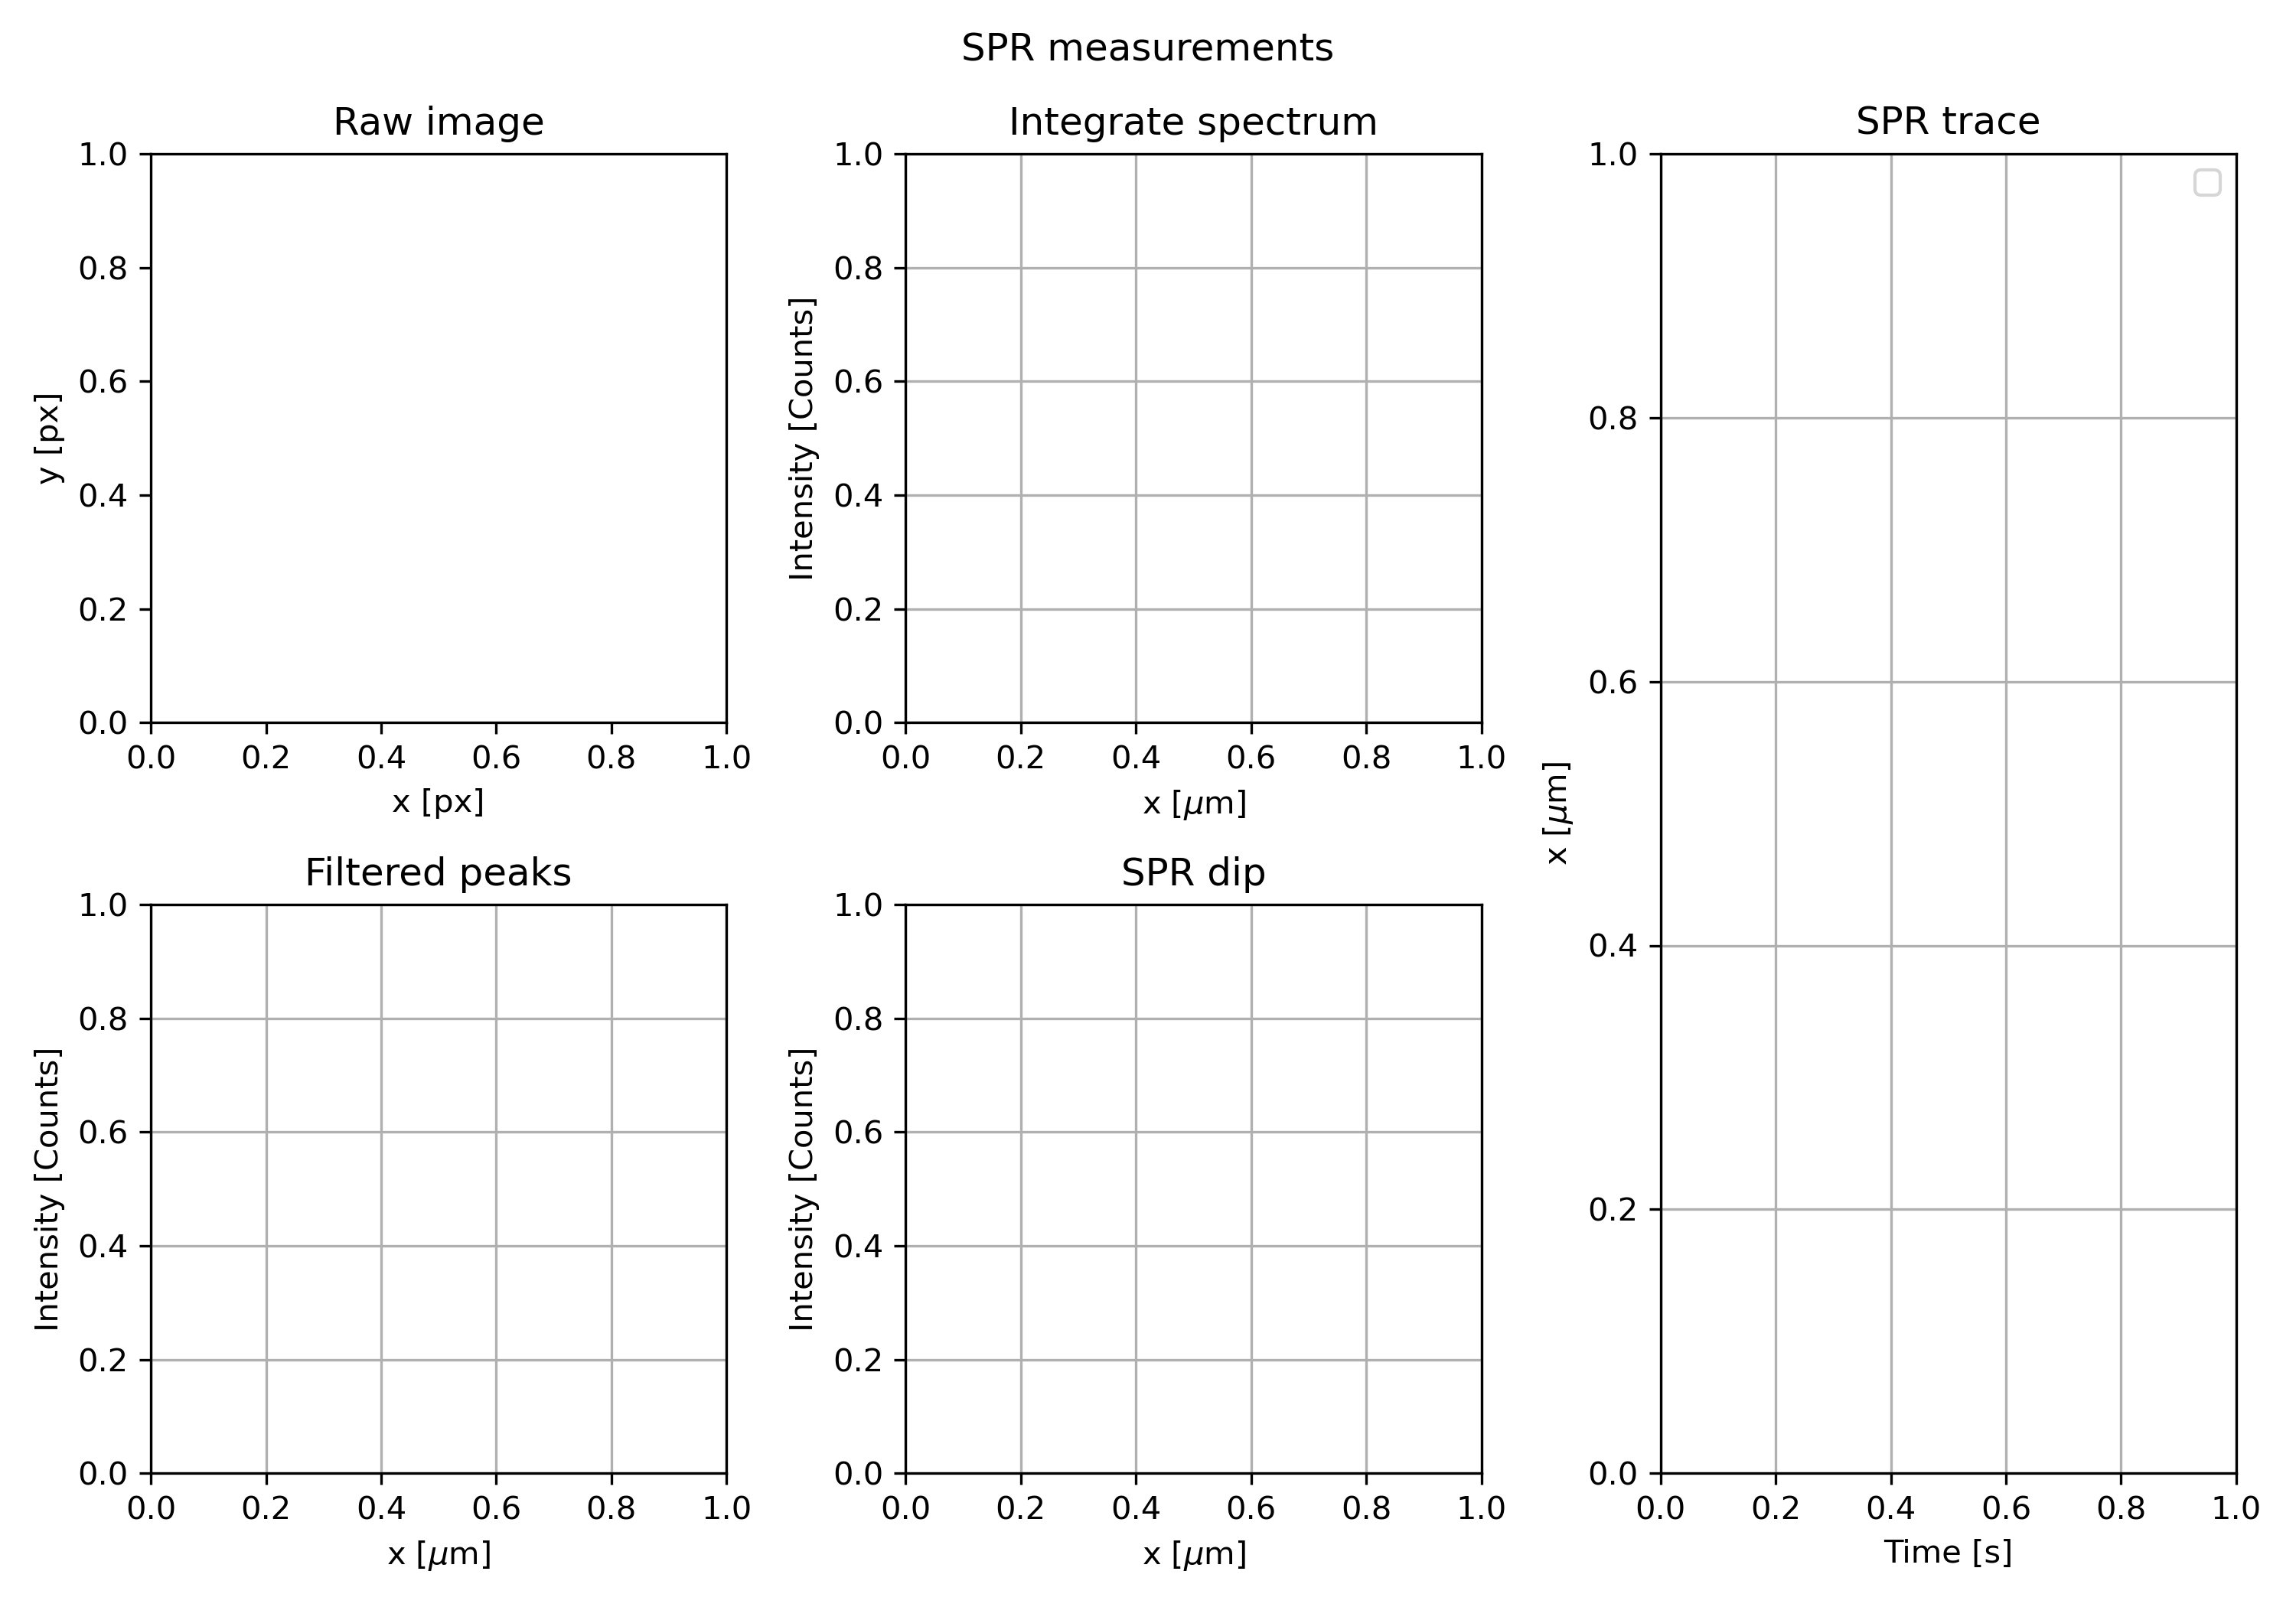 SPR measurements
Raw image
1.0
0.8
0.6
0.4
0.2
0.0
y [px]
0.0 0.2 0.4 0.6 0.8 1.0
x [px]
Integrate spectrum
1.0
0.8
0.6
0.4
0.2
0.0
Intensity [Counts]
0.0 0.2 0.4 0.6 0.8 1.0
x [μm]
Filtered peaks
1.0
0.8
0.6
0.4
0.2
0.0
Intensity [Counts]
0.0 0.2 0.4 0.6 0.8 1.0
x [μm]
SPR dip
1.0
0.8
0.6
0.4
0.2
0.0
Intensity [Counts]
0.0 0.2 0.4 0.6 0.8 1.0
x [μm]
SPR trace
1.0
0.8
0.6
0.4
0.2
0.0
x [μm]
0.0 0.2 0.4 0.6 0.8 1.0
Time [s]